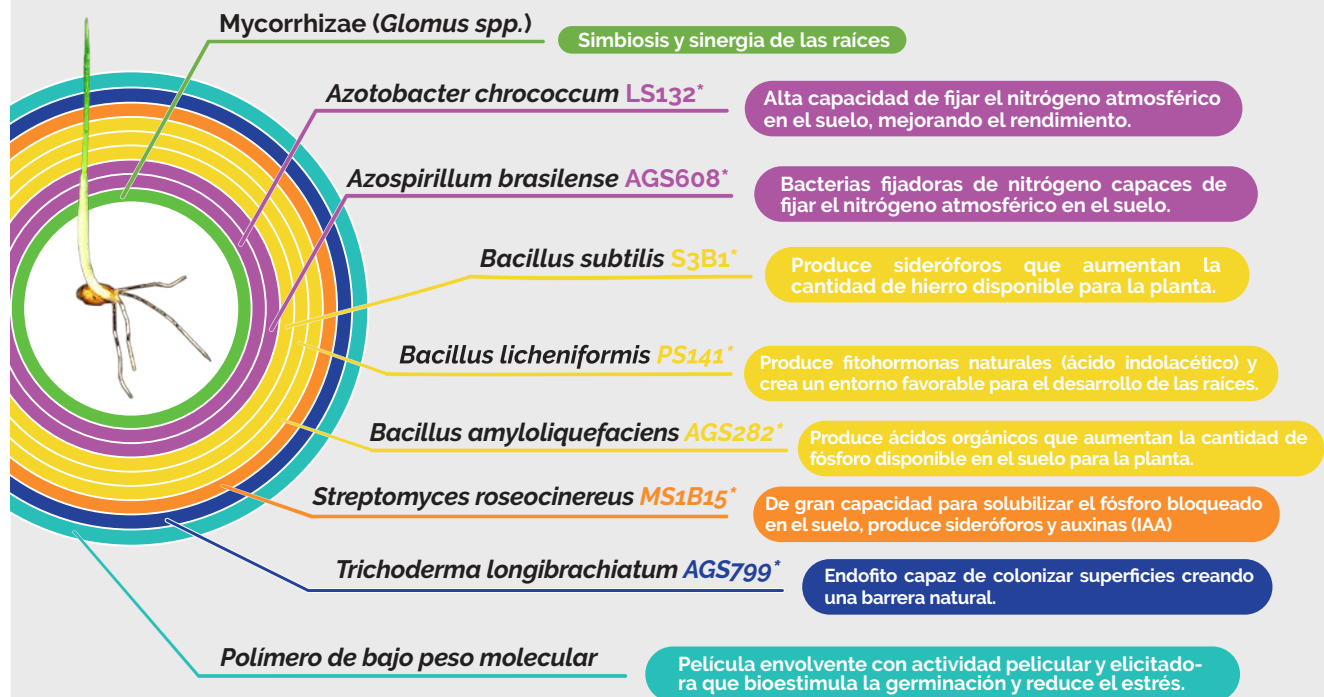 Mycorrhizae (Glomus spp.)
Simbiosis y sinergia de las raíces
Azotobacter chrococcum LS132*
Alta capacidad de fijar el nitrógeno atmosférico
en el suelo, mejorando el rendimiento.
Azospirillum brasilense AGS608*
Bacterias fijadoras de nitrógeno capaces de
fijar el nitrógeno atmosférico en el suelo.
Bacillus subtilis S3B1*
Produce sideróforos que aumentan la
cantidad de hierro disponible para la planta.
Bacillus licheniformis PS141*
Produce fitohormonas naturales (ácido indolacético) y
crea un entorno favorable para el desarrollo de las raíces.
Bacillus amyloliquefaciens AGS282*
Produce ácidos orgánicos que aumentan la cantidad de
fósforo disponible en el suelo para la planta.
Streptomyces roseocinereus MS1B15*
De gran capacidad para solubilizar el fósforo bloqueado
en el suelo, produce sideróforos y auxinas (IAA)
Trichoderma longibrachiatum AGS799*
Endofito capaz de colonizar superficies creando
una barrera natural.
Polímero de bajo peso molecular
Película envolvente con actividad pelicular y elicitado-
ra que bioestimula la germinación y reduce el estrés.